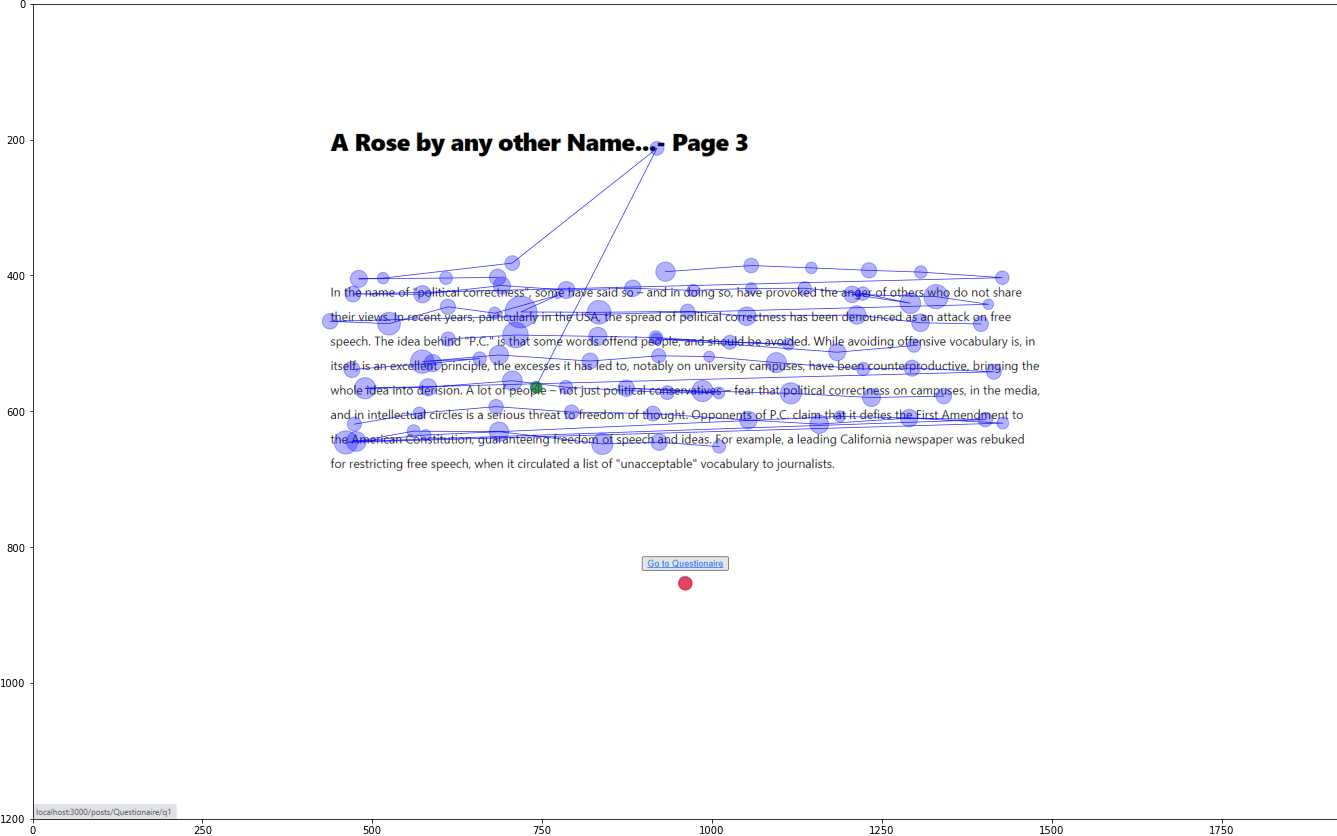 0
200
A Rose by any other Name...- Page 3
400
In the name of "political correctness", some have said so – and in doing so, have provoked the anger of others who do not share
their views. In recent years, particularly in the USA, the spread of political correctness has been denounced as an attack on free
speech. The idea behind "P.C." is that some words offend people, and should be avoided. While avoiding offensive vocabulary is, in
itself, is an excellent principle, the excesses it has led to, notably on university campuses, have been counterproductive, bringing the
whole idea into derision. A lot of people – not just political conservatives – fear that political correctness on campuses, in the media,
600
and in intellectual circles is a serious threat to freedom of thought. Opponents of P.C. claim that it defies the First Amendment to
the American Constitution, guaranteeing freedom of speech and ideas. For example, a leading California newspaper was rebuked
for restricting free speech, when it circulated a list of "unacceptable" vocabulary to journalists.
800
Go to Questionaire
1000
localhost:3000/posts/Questionaire/q1
1200
0 250 500 750 1000 1250 1500 1750